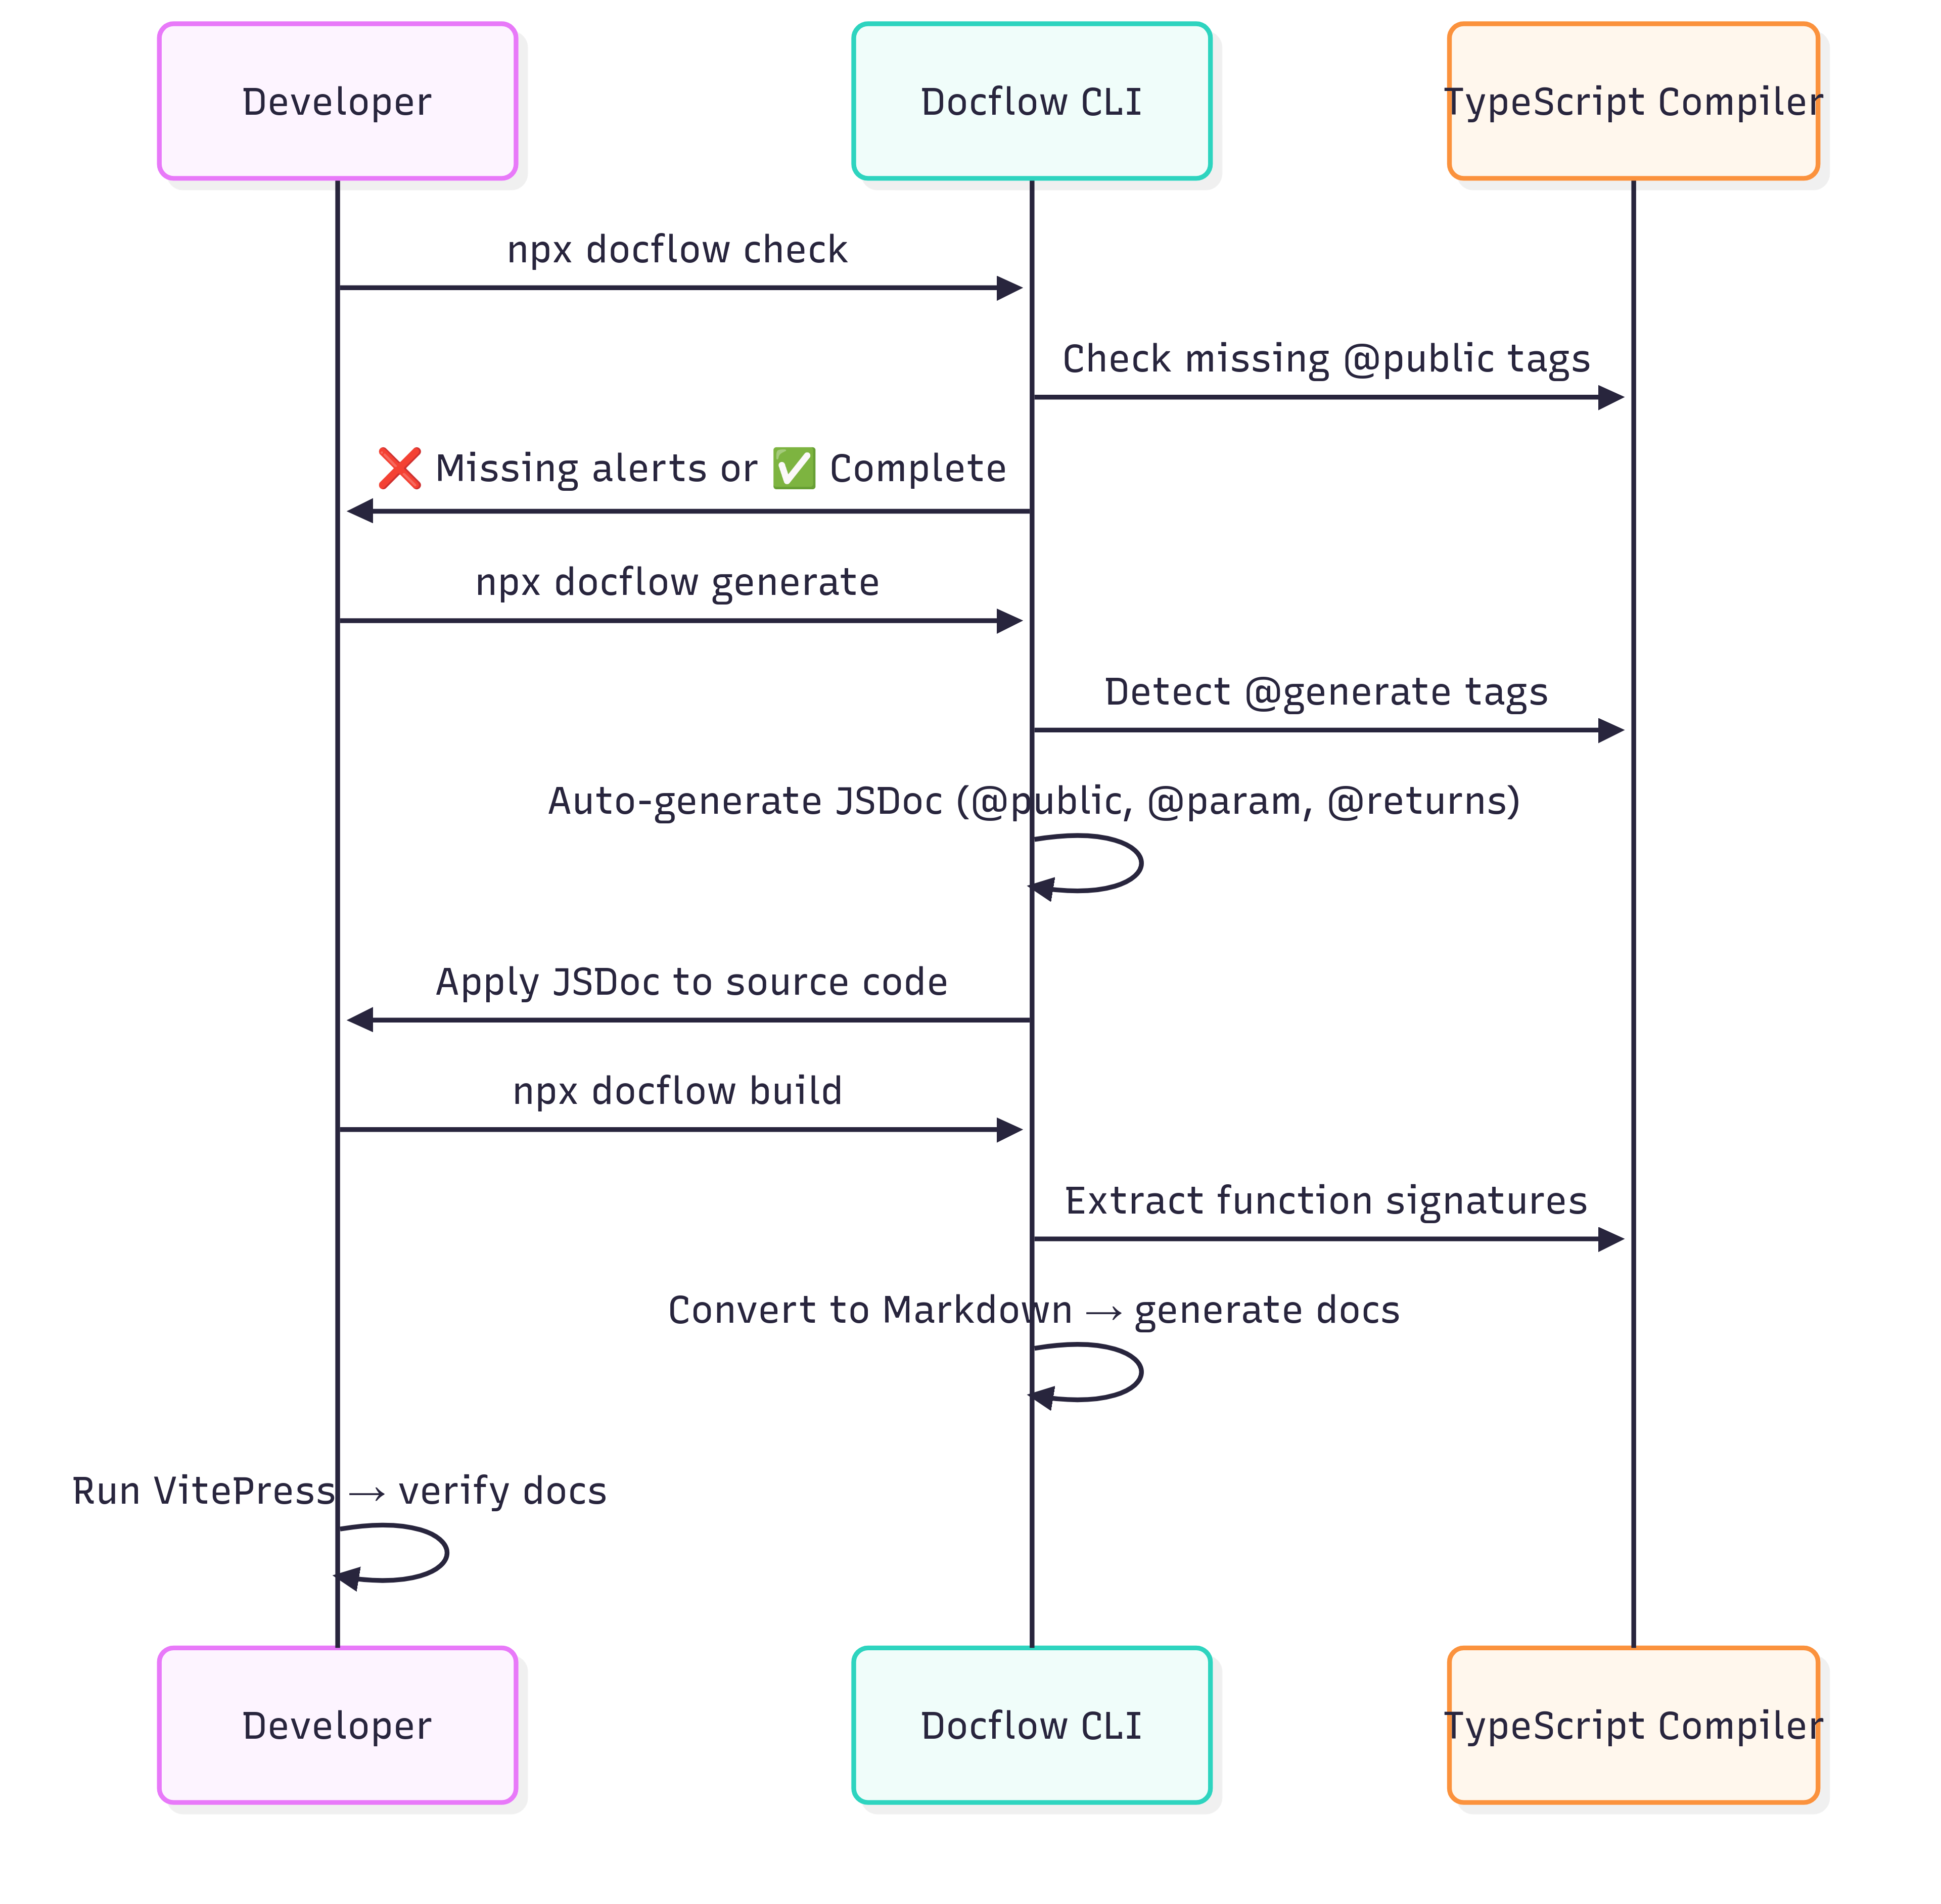 Developer
Docflow CLI
TypeScript Compiler
npx docflow check
Check missing @public tags
❌ Missing alerts or ✅ Complete
npx docflow generate
Detect @generate tags
Auto-generate JSDoc (@public, @param, @returns)
Apply JSDoc to source code
npx docflow build
Extract function signatures
Convert to Markdown → generate docs
Run VitePress → verify docs
Developer
Docflow CLI
TypeScript Compiler